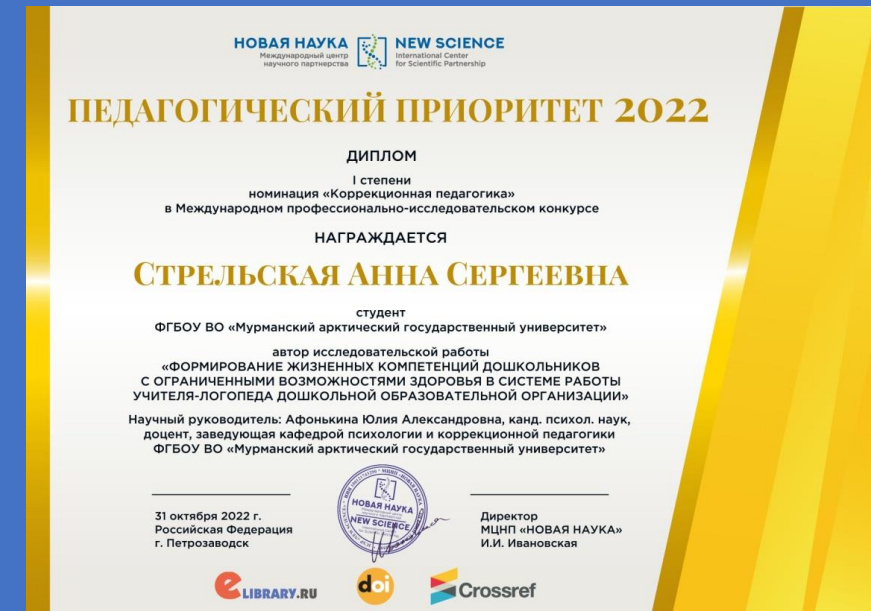 НОВАЯ НАУКА
Международный центр
научного партнерства
NEW SCIENCE
International Center
for Scientific Partnership
ПЕДАГОГИЧЕСКИЙ ПРИОРИТЕТ 2022
ДИПЛОМ
I степени
номинация «Коррекционная педагогика»
в Международном профессионально-исследовательском конкурсе
НАГРАЖДАЕТСЯ
СТРЕЛЬСКАЯ АННА СЕРГЕЕВНА
студент
ФГБОУ ВО «Мурманский арктический государственный университет»
автор исследовательской работы
«ФОРМИРОВАНИЕ ЖИЗНЕННЫХ КОМПЕТЕНЦИЙ ДОШКОЛЬНИКОВ
С ОГРАНИЧЕННЫМИ ВОЗМОЖНОСТЯМИ ЗДОРОВЬЯ В СИСТЕМЕ РАБОТЫ
УЧИТЕЛЯ-ЛОГОПЕДА ДОШКОЛЬНОЙ ОБРАЗОВАТЕЛЬНОЙ ОРГАНИЗАЦИИ»
Научный руководитель: Афонькина Юлия Александровна, канд. психол. наук,
доцент, заведующая кафедрой психологии и коррекционной педагогики
ФГБОУ ВО «Мурманский арктический государственный университет»
НОВАЯ НАУКА
NEW SCIENCE
31 октября 2022 г.
Российская Федерация
г. Петрозаводск
Директор
МЦНП «НОВАЯ НАУКА»
И.И. Ивановская
eLIBRARY.RU
doi
Crossref